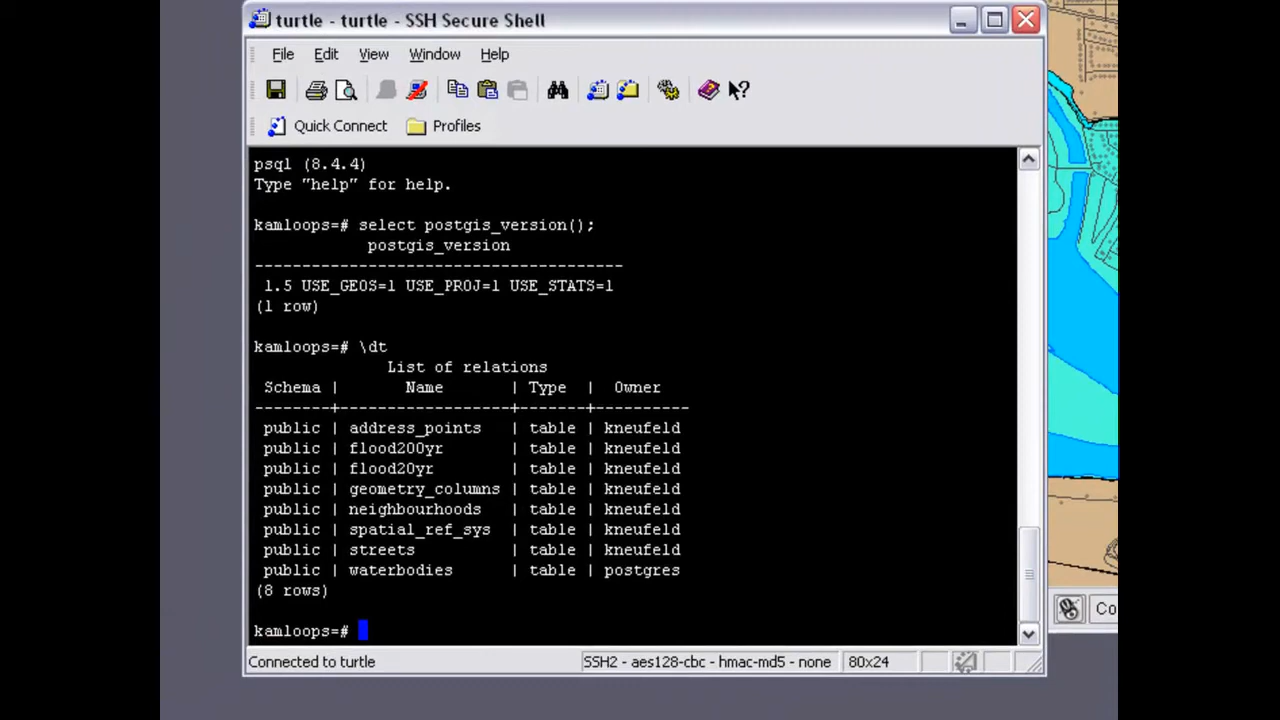 turtle - turtle - SSH Secure Shell
File Edit View Window Help
Quick Connect Profiles
psql (8.4.4)
Type "help" for help.
kamloops=# select postgis_version();
postgis_version
---------------------------------------
1.5 USE_GEOS=1 USE_PROJ=1 USE_STATS=1
(1 row)
kamloops=# \dt
List of relations
Schema | Name | Type | Owner
--------+------------------+-------+----------
public | address_points | table | kneufeld
public | flood200yr | table | kneufeld
public | flood20yr | table | kneufeld
public | geometry_columns | table | kneufeld
public | neighbourhoods | table | kneufeld
public | spatial_ref_sys | table | kneufeld
public | streets | table | kneufeld
public | waterbodies | table | postgres
(8 rows)
kamloops=#
Co
Connected to turtle SSH2 - aes128-cbc - hmac-md5 - none 80x24